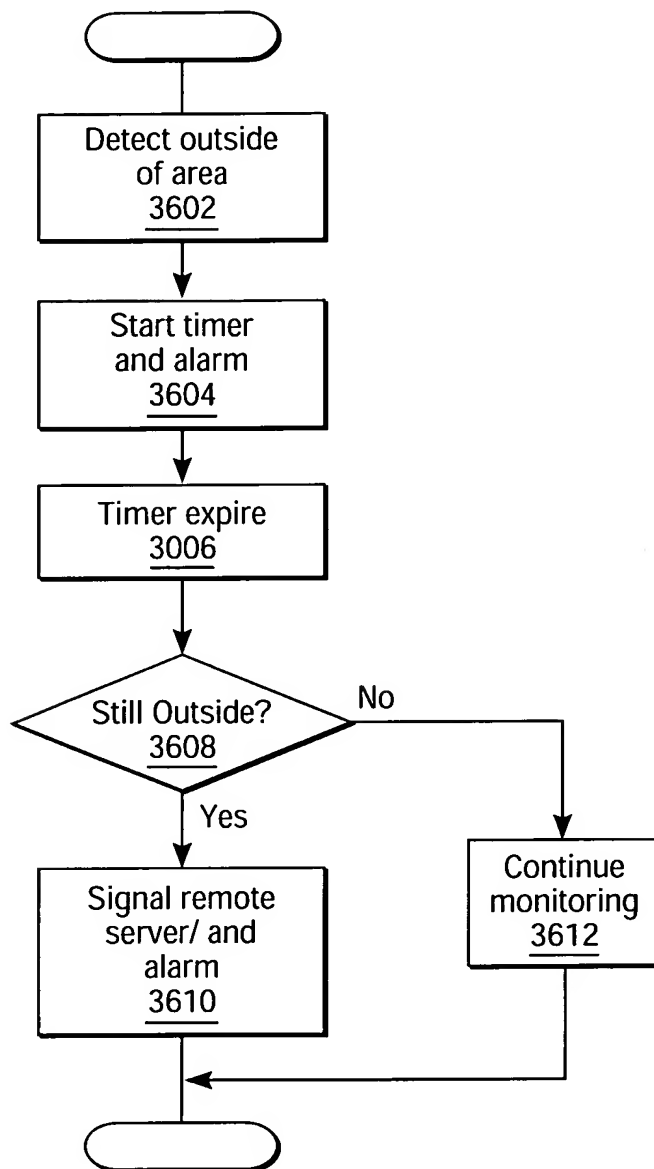 Detect outside
of area
3602
Start timer
and alarm
3604
Timer expire
3006
Still Outside?
3608
No
Yes
Signal remote
server/ and
alarm
3610
Continue
monitoring
3612